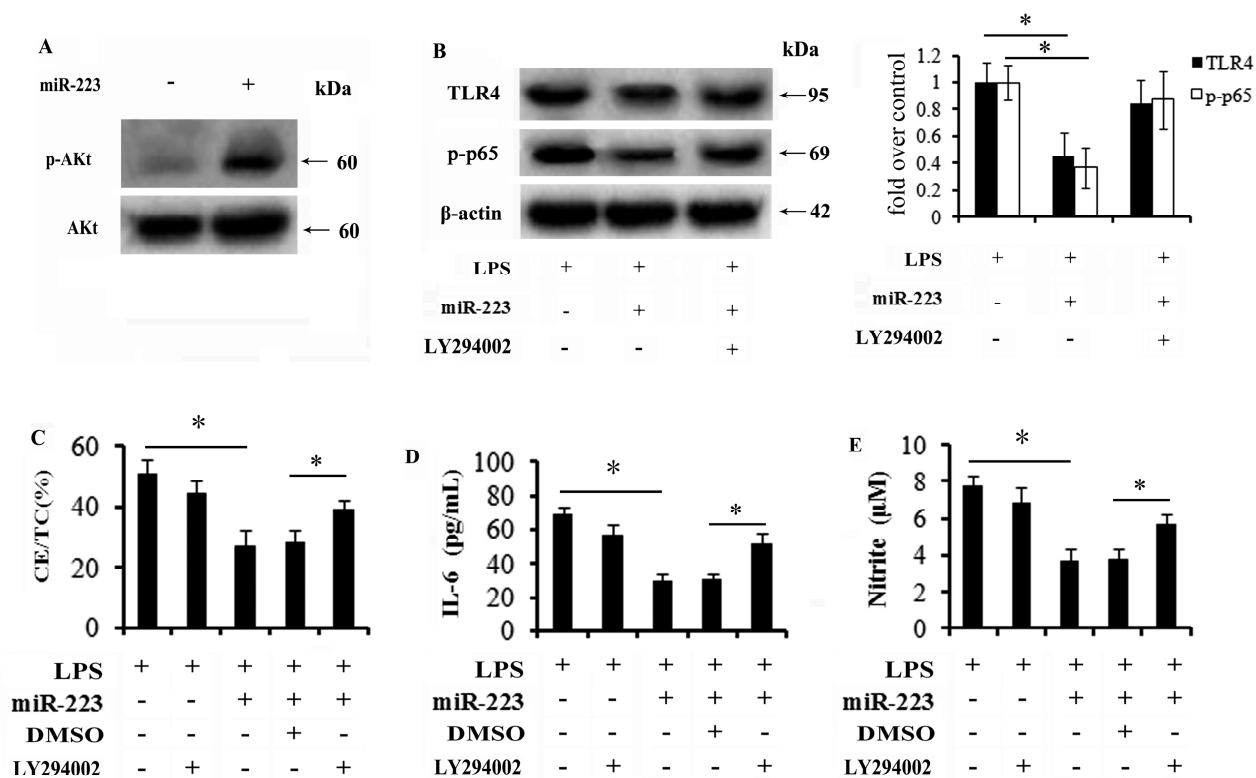 A
miR-223 - + kDa
p-AKt ← 60
AKt ← 60
B
kDa
TLR4 ←95
p-p65 ←69
β-actin ←42
LPS + + +
miR-223 - + +
LY294002 - - +
* 
*
fold over control
1.2
1
0.8
0.6
0.4
0.2
0
TLR4
p-p65
LPS + + +
miR-223 - + +
LY294002 - - +
C
CE/TC(%)
60
40
20
0
* *
LPS + + + + +
miR-223 - - + + +
DMSO - - - + -
LY294002 - + - - +
D
IL-6 (pg/mL)
100
80
60
40
20
0
* *
LPS + + + + +
miR-223 - - + + +
DMSO - - - + -
LY294002 - + - - +
E
Nitrite (μM)
10
8
6
4
2
0
* *
LPS + + + + +
miR-223 - - + + +
DMSO - - - + -
LY294002 - + - - +